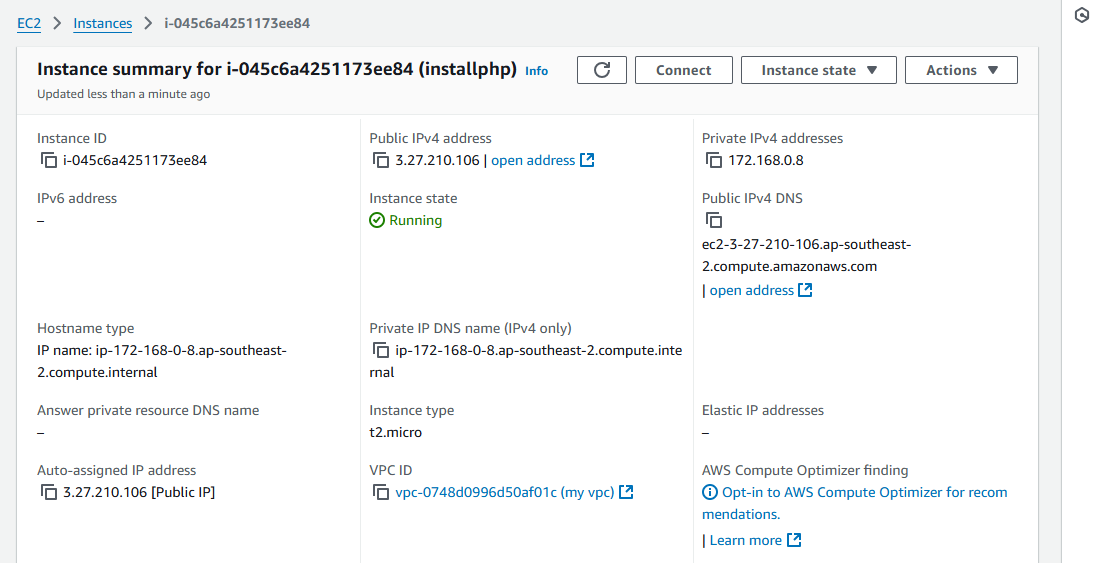 EC2 > Instances > i-045c6a4251173ee84
Instance summary for i-045c6a4251173ee84 (installphp) Info
Connect
Instance state
Actions
Updated less than a minute ago
Instance ID
i-045c6a4251173ee84
Public IPv4 address
3.27.210.106 | open address
Private IPv4 addresses
172.168.0.8
IPv6 address
–
Instance state
Running
Public IPv4 DNS
ec2-3-27-210-106.ap-southeast-
2.compute.amazonaws.com
| open address
Hostname type
IP name: ip-172-168-0-8.ap-southeast-
2.compute.internal
Private IP DNS name (IPv4 only)
ip-172-168-0-8.ap-southeast-2.compute.inte
rnal
Answer private resource DNS name
–
Instance type
t2.micro
Elastic IP addresses
–
Auto-assigned IP address
3.27.210.106 [Public IP]
VPC ID
vpc-0748d0996d50af01c (my vpc)
AWS Compute Optimizer finding
Opt-in to AWS Compute Optimizer for recom
mendations.
| Learn more